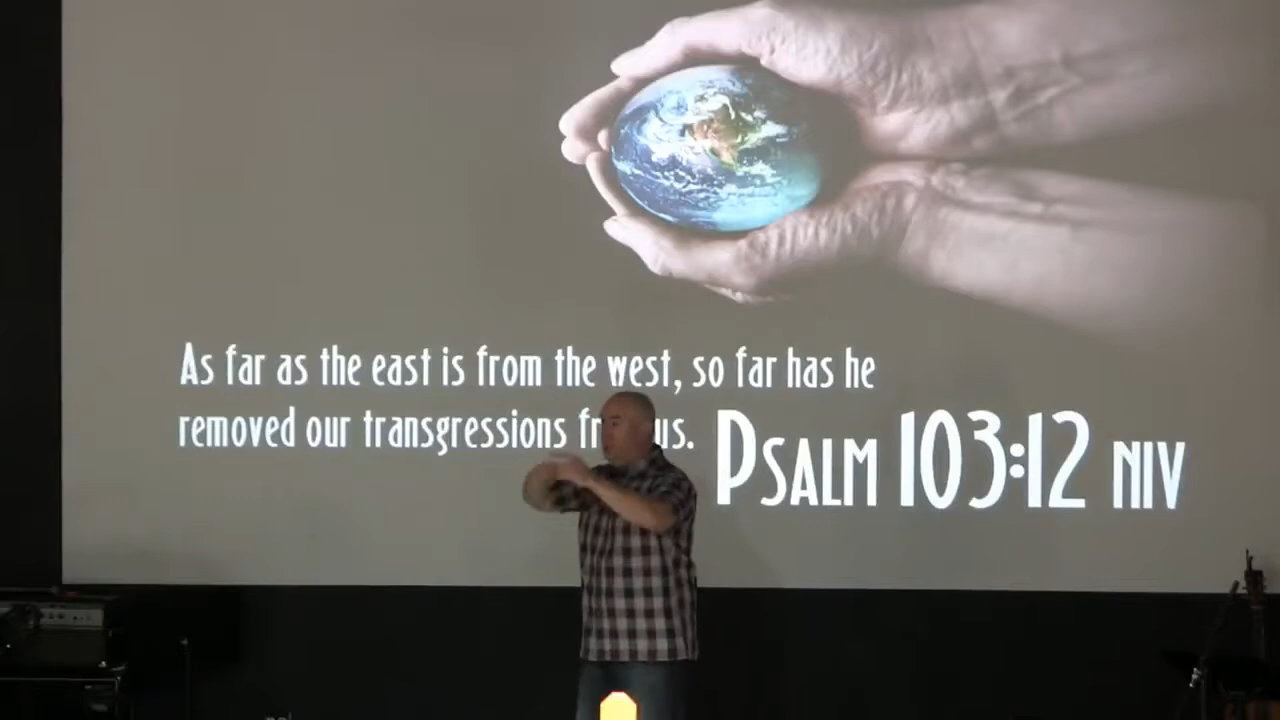 As far as the east is from the west, so far has he
removed our transgressions fr us.
PSALM 103:12 NIV